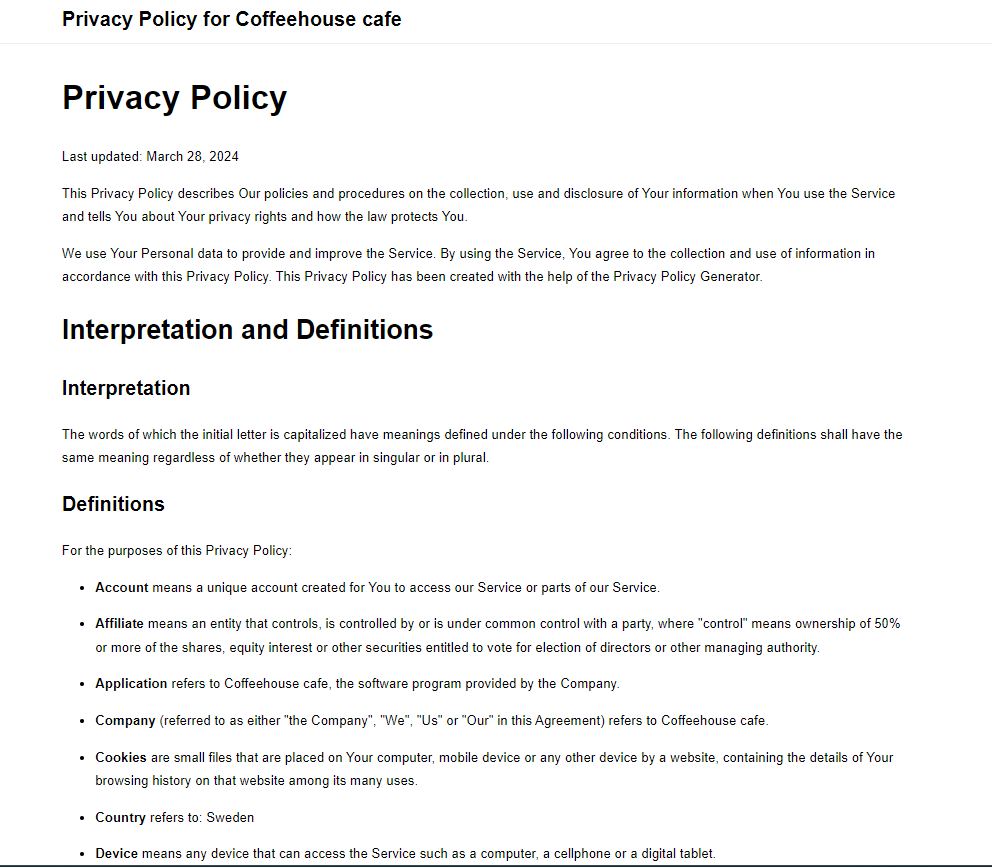 Privacy Policy for Coffeehouse cafe
Privacy Policy
Last updated: March 28, 2024
This Privacy Policy describes Our policies and procedures on the collection, use and disclosure of Your information when You use the Service
and tells You about Your privacy rights and how the law protects You.
We use Your Personal data to provide and improve the Service. By using the Service, You agree to the collection and use of information in
accordance with this Privacy Policy. This Privacy Policy has been created with the help of the Privacy Policy Generator.
Interpretation and Definitions
Interpretation
The words of which the initial letter is capitalized have meanings defined under the following conditions. The following definitions shall have the
same meaning regardless of whether they appear in singular or in plural.
Definitions
For the purposes of this Privacy Policy:
• Account means a unique account created for You to access our Service or parts of our Service.
• Affiliate means an entity that controls, is controlled by or is under common control with a party, where "control" means ownership of 50%
or more of the shares, equity interest or other securities entitled to vote for election of directors or other managing authority.
• Application refers to Coffeehouse cafe, the software program provided by the Company.
• Company (referred to as either "the Company", "We", "Us" or "Our" in this Agreement) refers to Coffeehouse cafe.
• Cookies are small files that are placed on Your computer, mobile device or any other device by a website, containing the details of Your
browsing history on that website among its many uses.
• Country refers to: Sweden
• Device means any device that can access the Service such as a computer, a cellphone or a digital tablet.